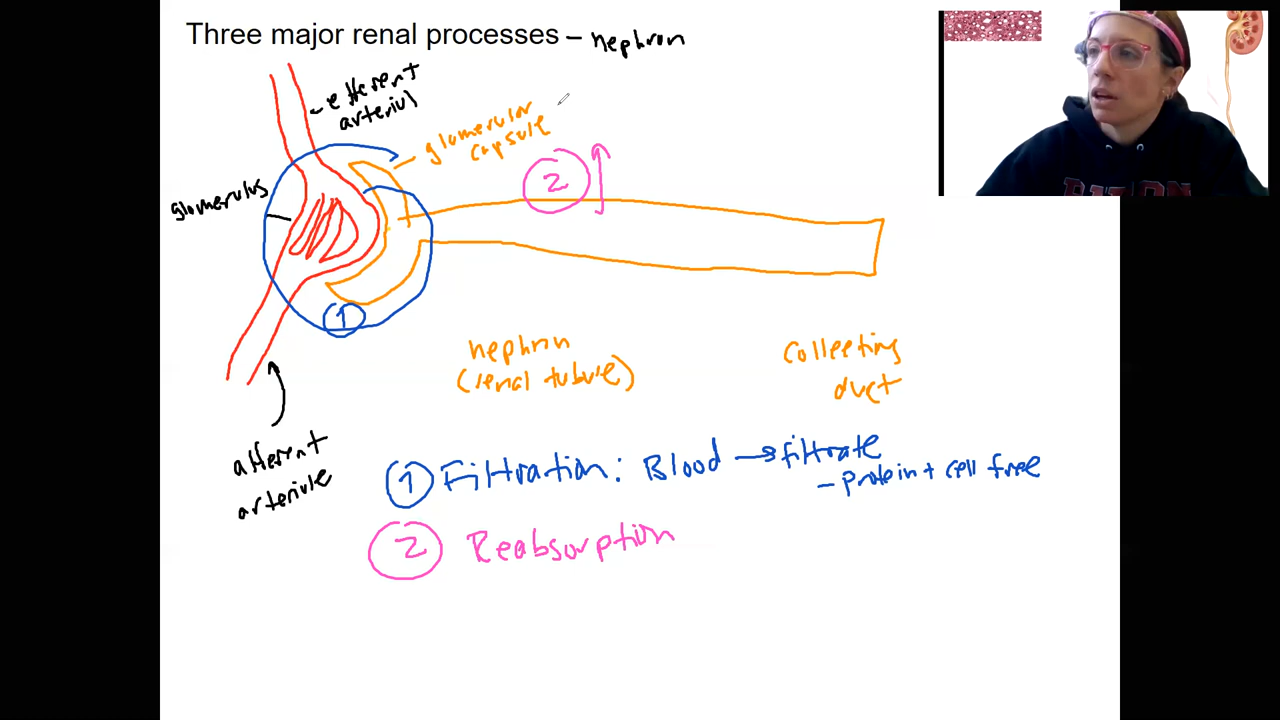 Three major renal processes – nephron
efferent
arteriol
glomerular
capsule
2
glomerulus
1
nephron
(renal tubule)
collecting
duct
afferent
arteriole
1 Filtration: Blood → filtrate
- protein + cell free
2 Reabsorption